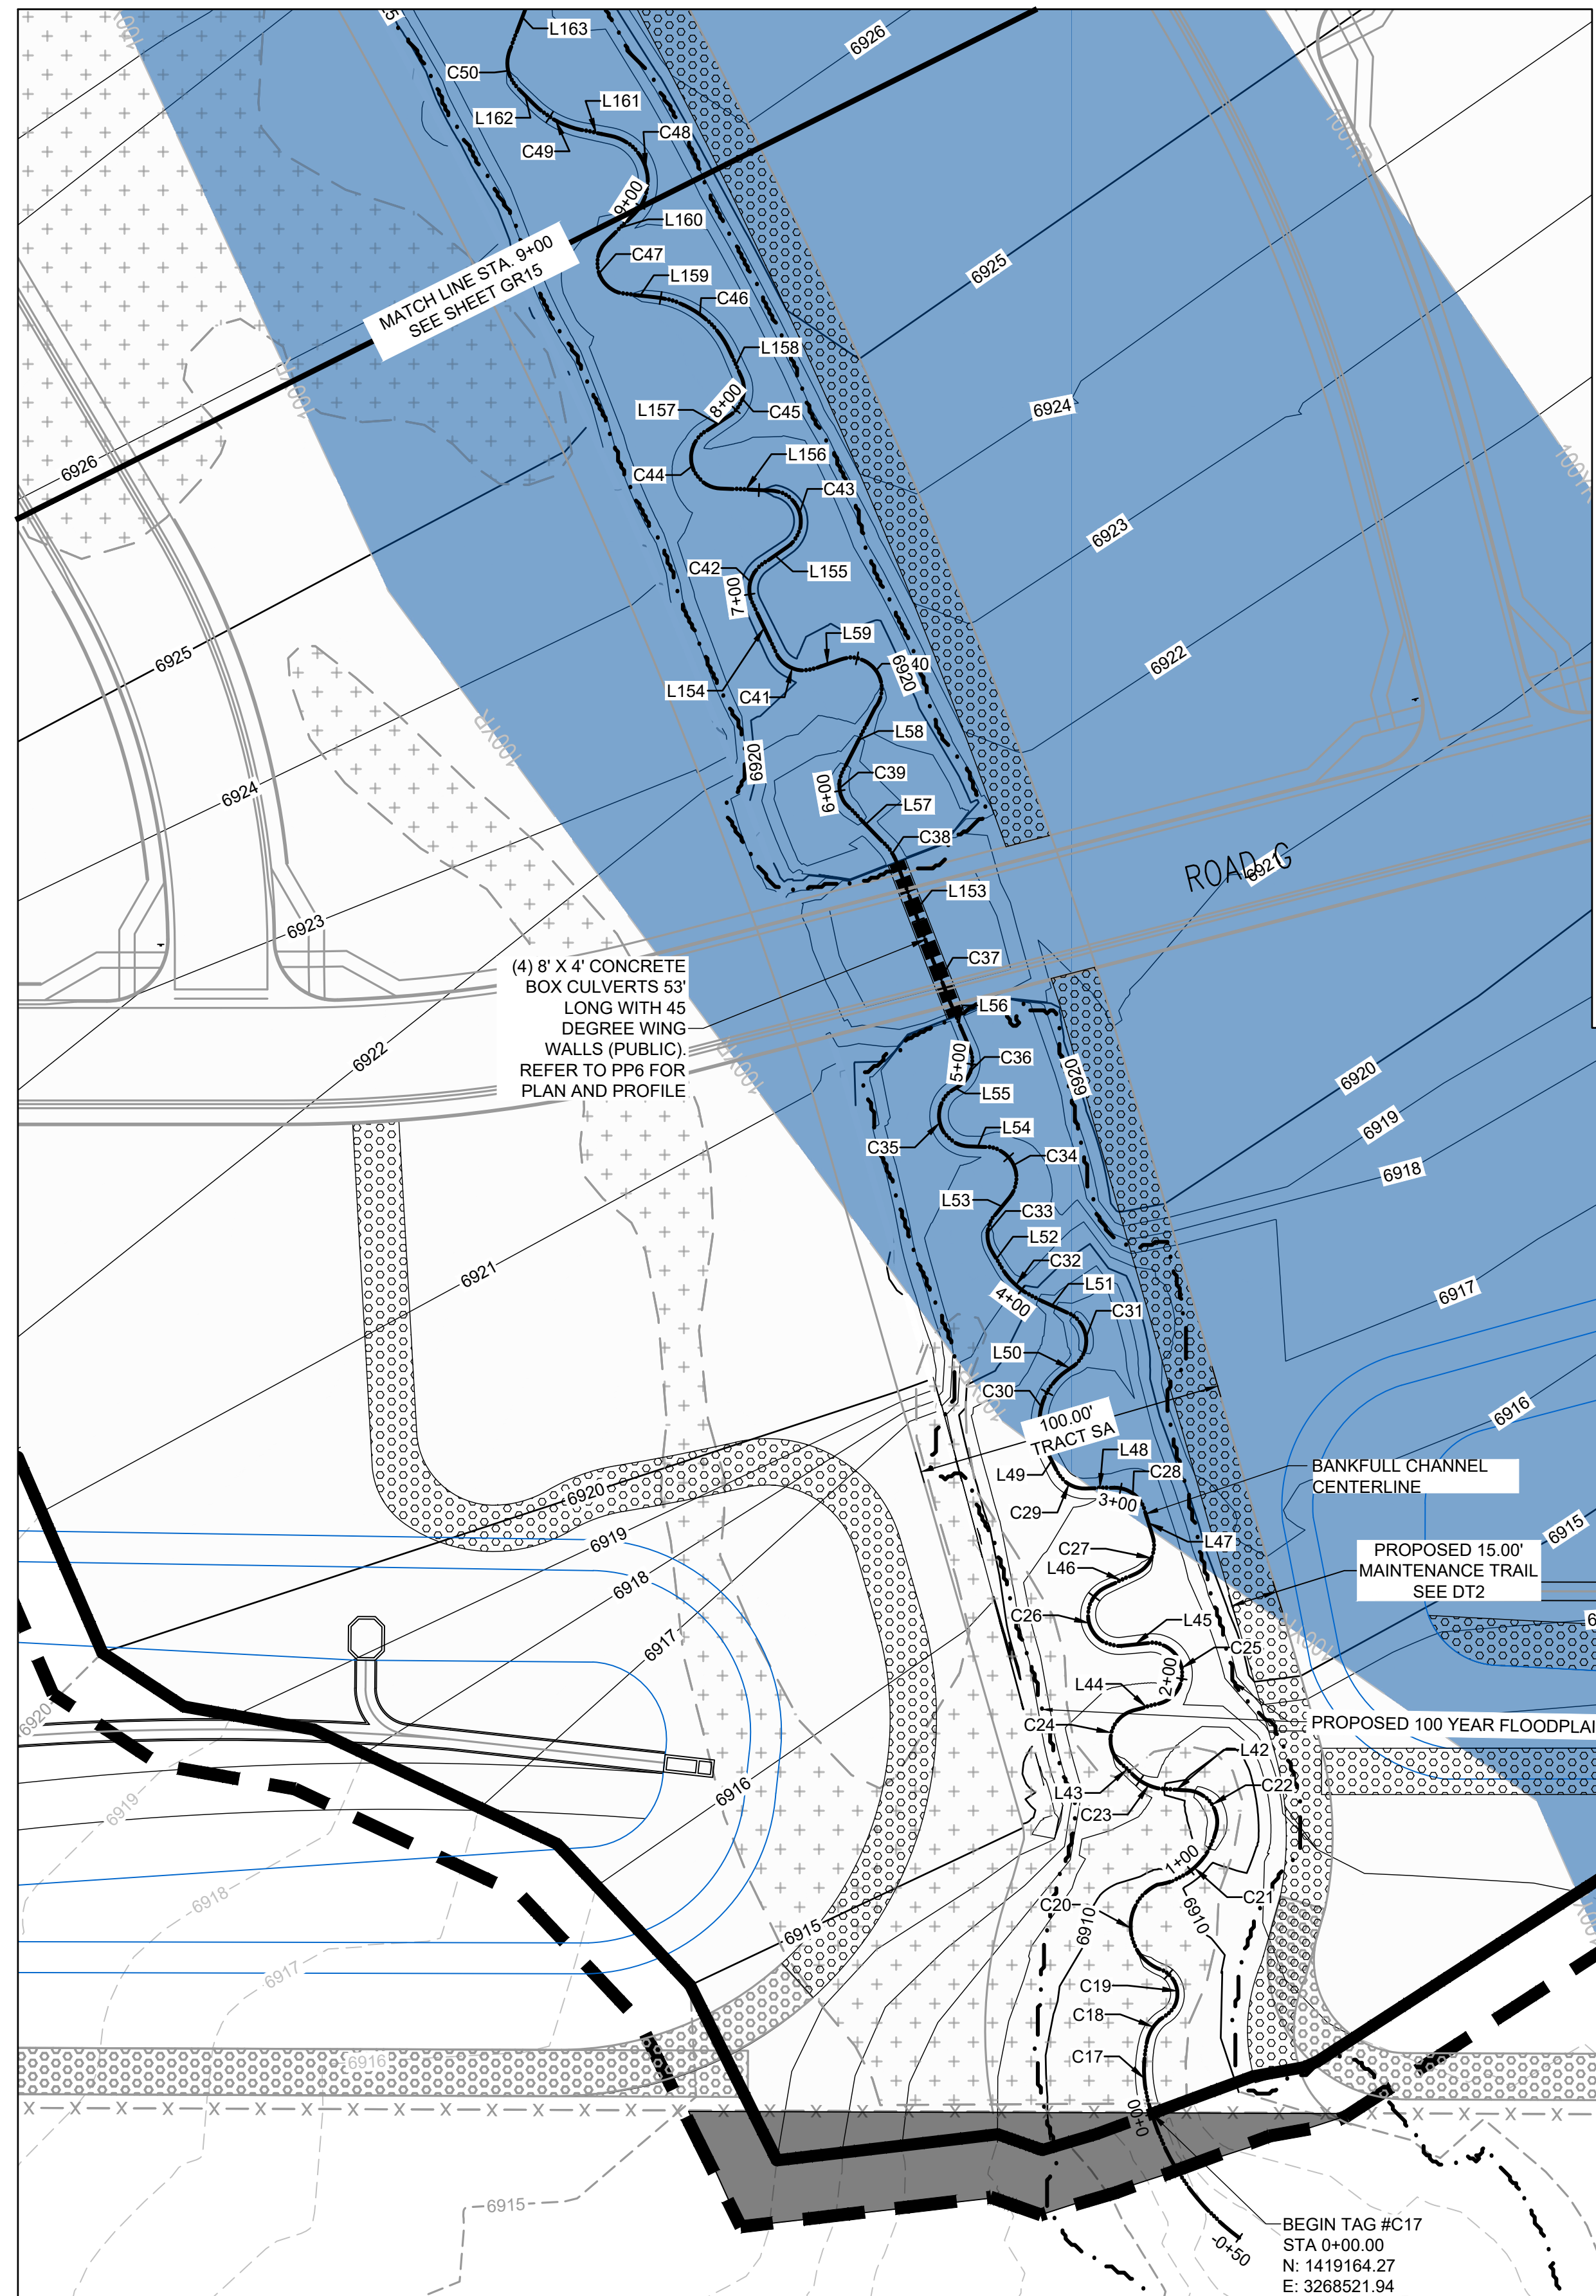 L163
6926
C50
L161
L162
C48
C49
9+00
L160
MATCH LINE STA. 9+00
SEE SHEET GR15
C47
L159
6925
C46
100YR
L158
8+00
C45
6924
L157
L156
6926
C44
C43
6923
C42
L155
7+00
L59
6925
6920
40
6922
L154
C41
100YR
L58
6920
C39
6924
6+00
L57
C38
ROAD G
6921
L153
6923
(4) 8' X 4' CONCRETE
BOX CULVERTS 53'
LONG WITH 45
DEGREE WING
WALLS (PUBLIC).
REFER TO PP6 FOR
PLAN AND PROFILE
C37
L56
6922
5+00
C36
6920
6920
L55
L54
6919
C35
C34
6918
L53
C33
L52
6921
C32
L51
6917
4+00
C31
L50
C30
100.00'
TRACT SA
6916
L48
L49
C28
BANKFULL CHANNEL
CENTERLINE
6920
3+00
C29
6915
6919
L47
C27
L46
PROPOSED 15.00'
MAINTENANCE TRAIL
SEE DT2
6918
C26
L45
6917
C25
2+00
L44
6920
C24
PROPOSED 100 YEAR FLOODPLAI
L42
L43
C22
6916
6919
C23
1+00
6918
C21
C20
6910
6910
6915
6917
C19
C18
C17
6916
0+00
6915
-0+50
BEGIN TAG #C17
STA 0+00.00
N: 1419164.27
E: 3268521.94